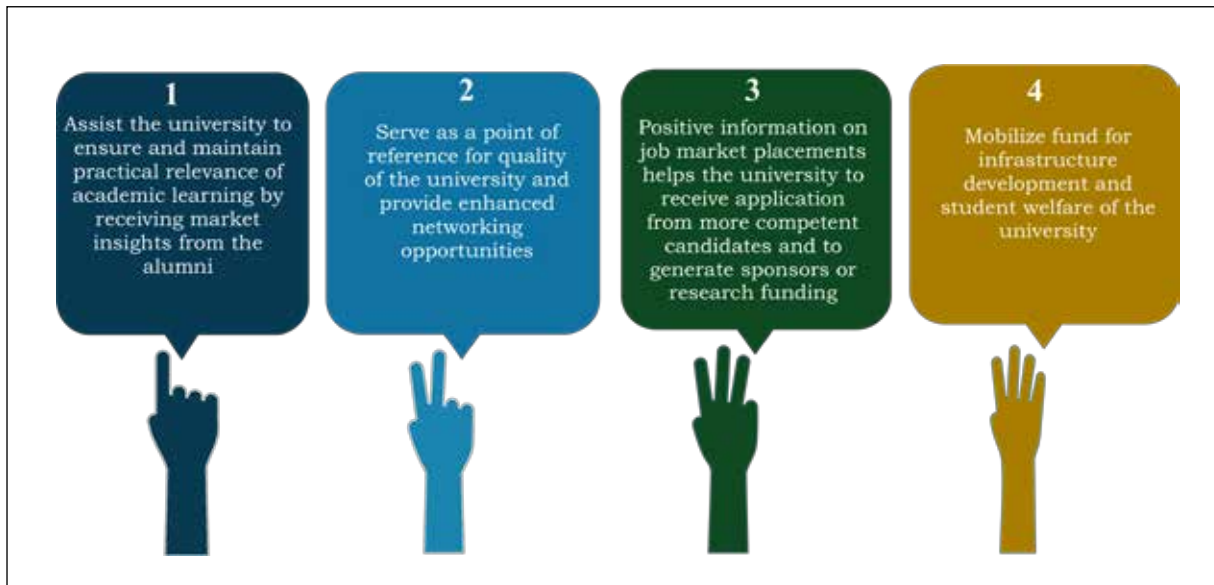 1
Assist the university to
ensure and maintain
practical relevance of
academic learning by
receiving market
insights from the
alumni
2
Serve as a point of
reference for quality
of the university and
provide enhanced
networking
opportunities
3
Positive information on
job market placements
helps the university to
receive application
from more competent
candidates and to
generate sponsors or
research funding
4
Mobilize fund for
infrastructure
development and
student welfare of the
university